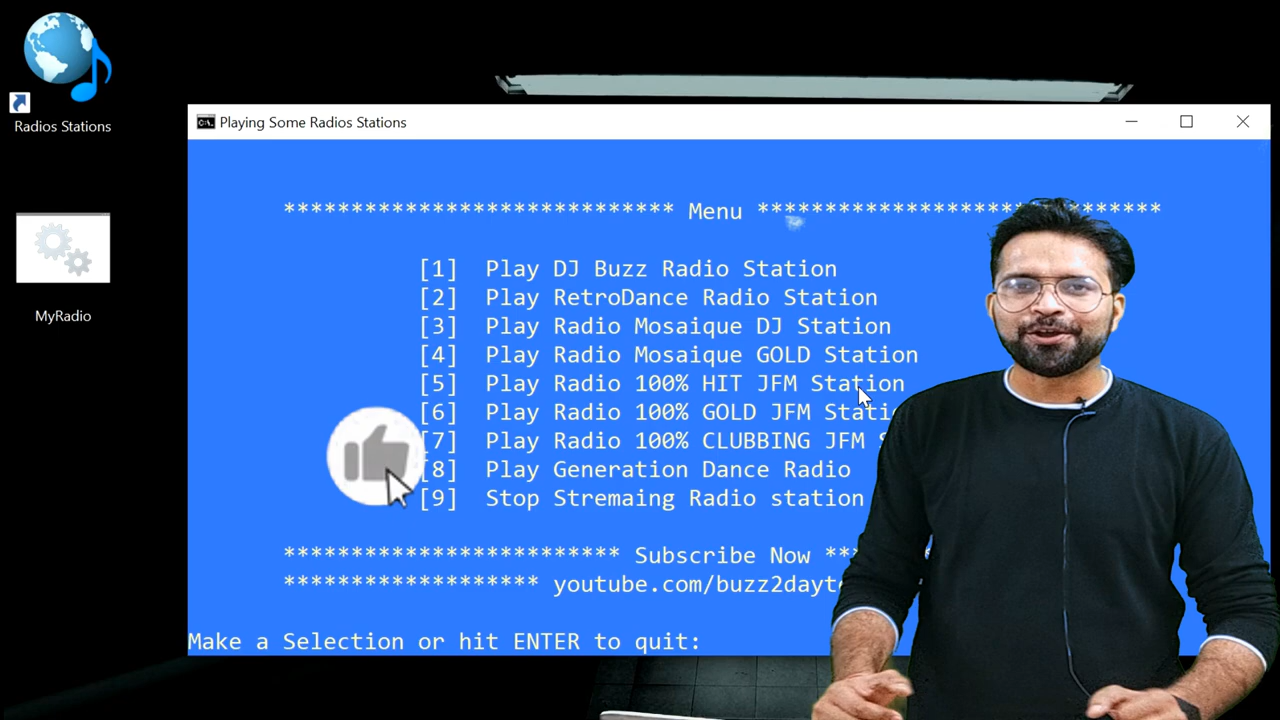 Radios Stations
MyRadio
Playing Some Radios Stations
***************************** Menu ******************************
[1] Play DJ Buzz Radio Station
[2] Play RetroDance Radio Station
[3] Play Radio Mosaique DJ Station
[4] Play Radio Mosaique GOLD Station
[5] Play Radio 100% HIT JFM Station
[6] Play Radio 100% GOLD JFM
[7] Play Radio 100% CLUBBING JFM
[8] Play Generation Dance Radio
[9] Stop Stremaing Radio station
************************* Subscribe Now **
******************* 
Make a Selection or hit ENTER to quit: